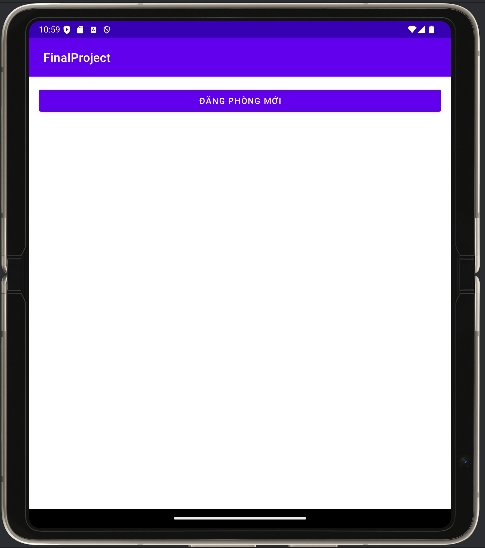 10:59
FinalProject
ĐĂNG PHÒNG MỚI